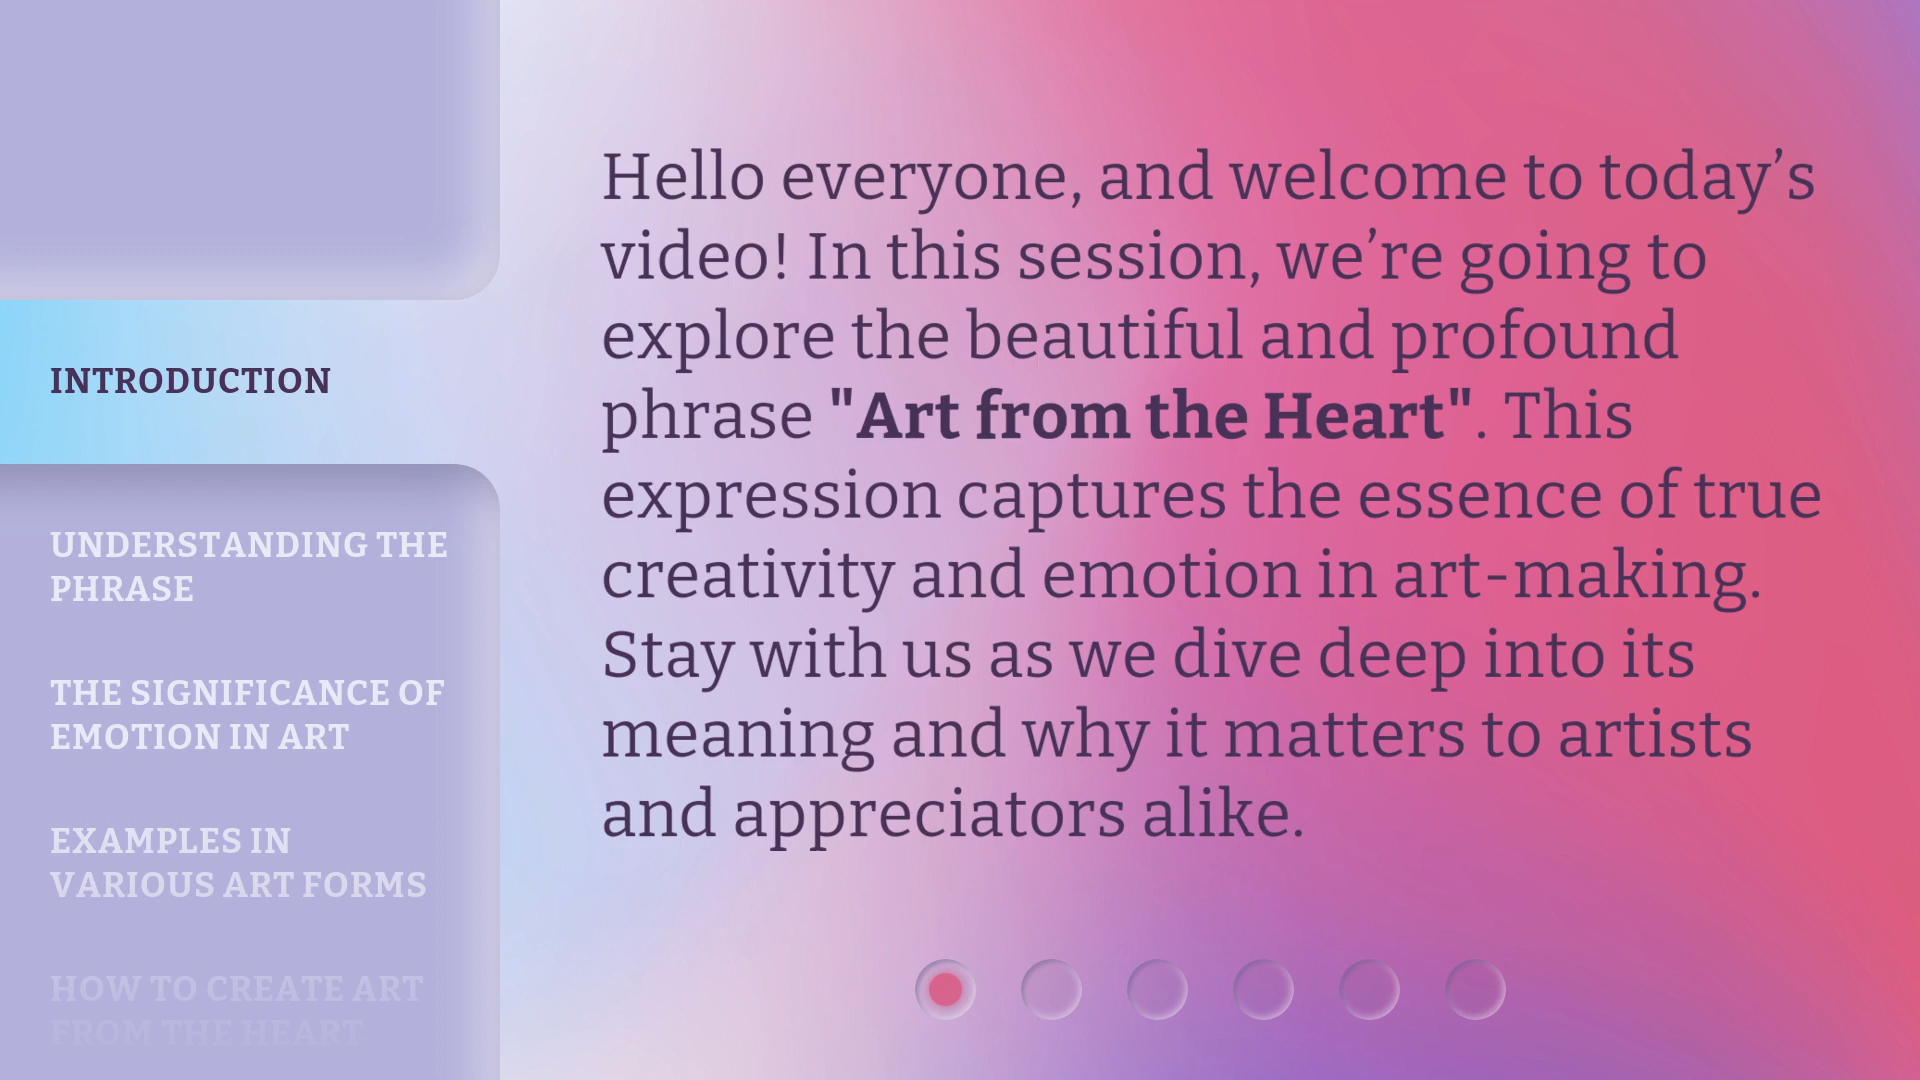 INTRODUCTION
UNDERSTANDING THE
PHRASE
THE SIGNIFICANCE OF
EMOTION IN ART
EXAMPLES IN
VARIOUS ART FORMS
HOW TO CREATE ART
FROM THE HEART
Hello everyone, and welcome to today’s
video! In this session, we’re going to
explore the beautiful and profound
phrase "Art from the Heart". This
expression captures the essence of true
creativity and emotion in art-making.
Stay with us as we dive deep into its
meaning and why it matters to artists
and appreciators alike.